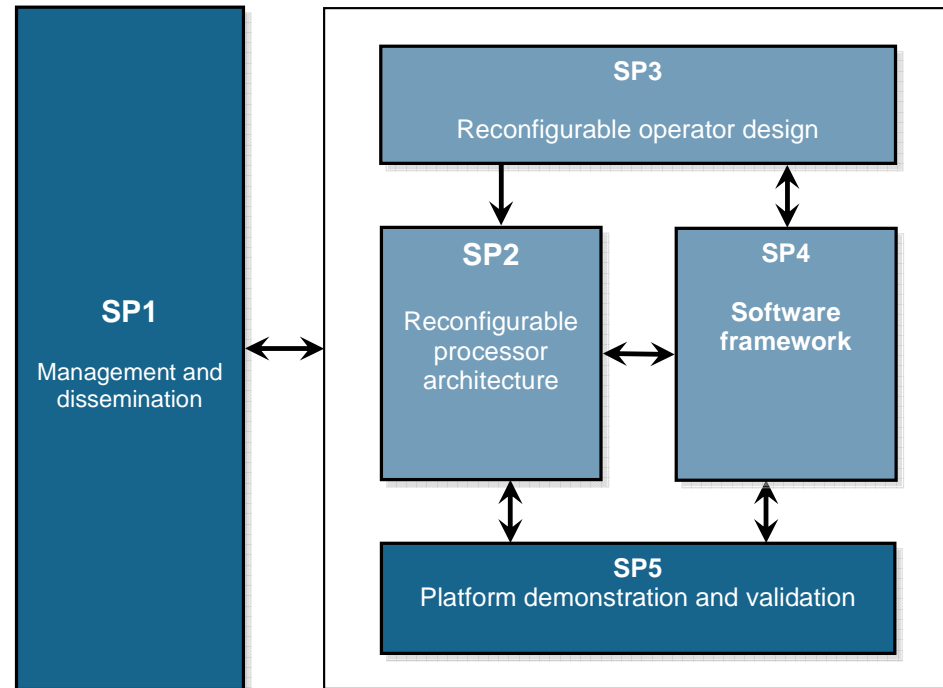 SP1
Management and
dissemination
SP3
Reconfigurable operator design
SP2
Reconfigurable
processor
architecture
SP4
Software
framework
SP5
Platform demonstration and validation